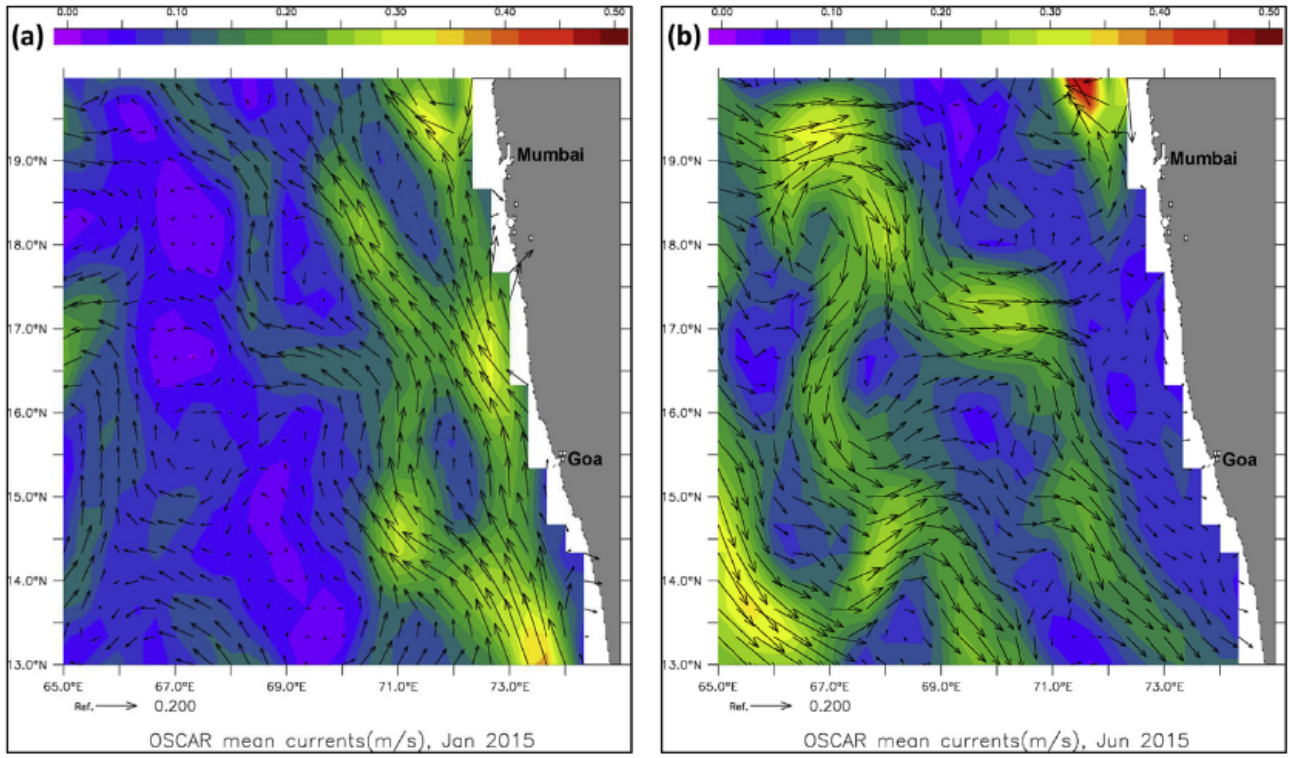 (a)
0.00 0.10 0.20 0.30 0.40 0.50
19.0°N
18.0°N
17.0°N
16.0°N
15.0°N
14.0°N
13.0°N
Mumbai
Goa
65.0°E 67.0°E 69.0°E 71.0°E 73.0°E
Ref. 0.200
OSCAR mean currents(m/s), Jan 2015
(b)
0.00 0.10 0.20 0.30 0.40 0.50
19.0°N
18.0°N
17.0°N
16.0°N
15.0°N
14.0°N
13.0°N
Mumbai
Goa
65.0°E 67.0°E 69.0°E 71.0°E 73.0°E
Ref. 0.200
OSCAR mean currents(m/s), Jun 2015